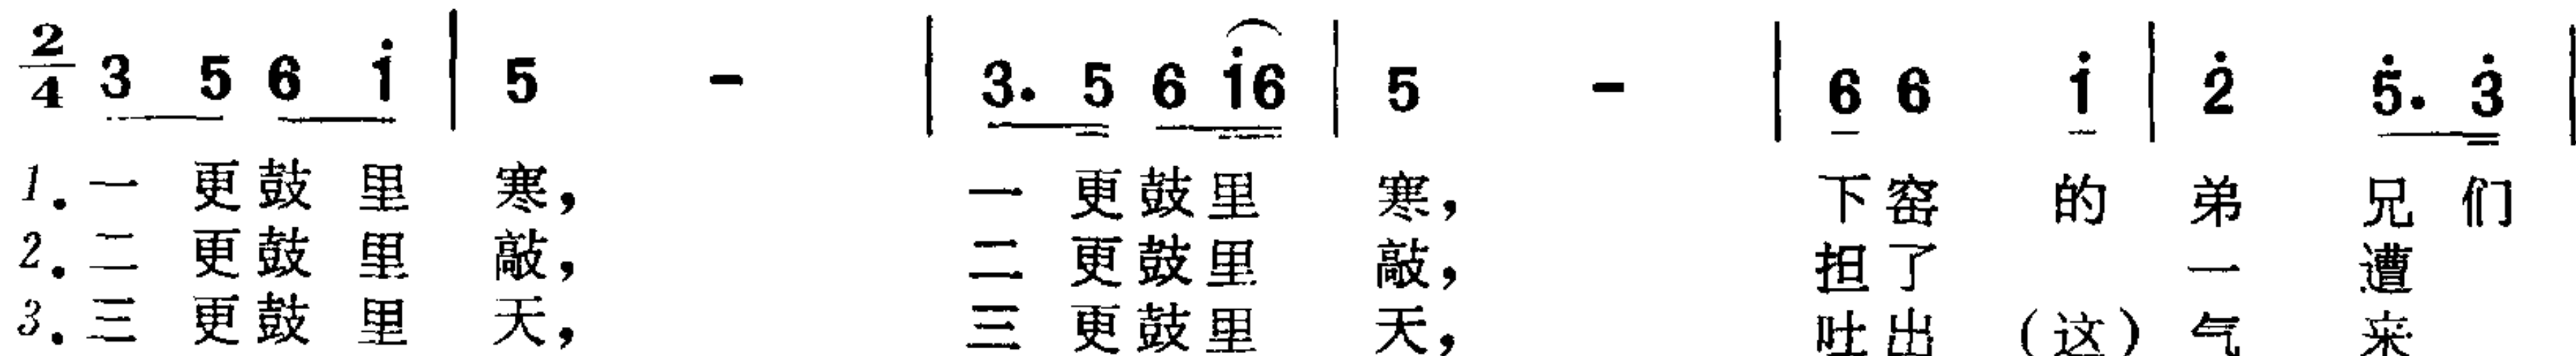 2/4 3 5 6 i̇ | 5 - | 3. 5 6 i̇6 | 5 - | 6 6 i̇ | 2̇ 5̇. 3̇ |
1. 一 更 鼓 里 寒, 一 更 鼓 里 寒, 下 窑 的 弟 兄 们
2. 二 更 鼓 里 敲, 二 更 鼓 里 敲, 担 了 一 遭
3. 三 更 鼓 里 天, 三 更 鼓 里 天, 吐 出 (这) 气 来